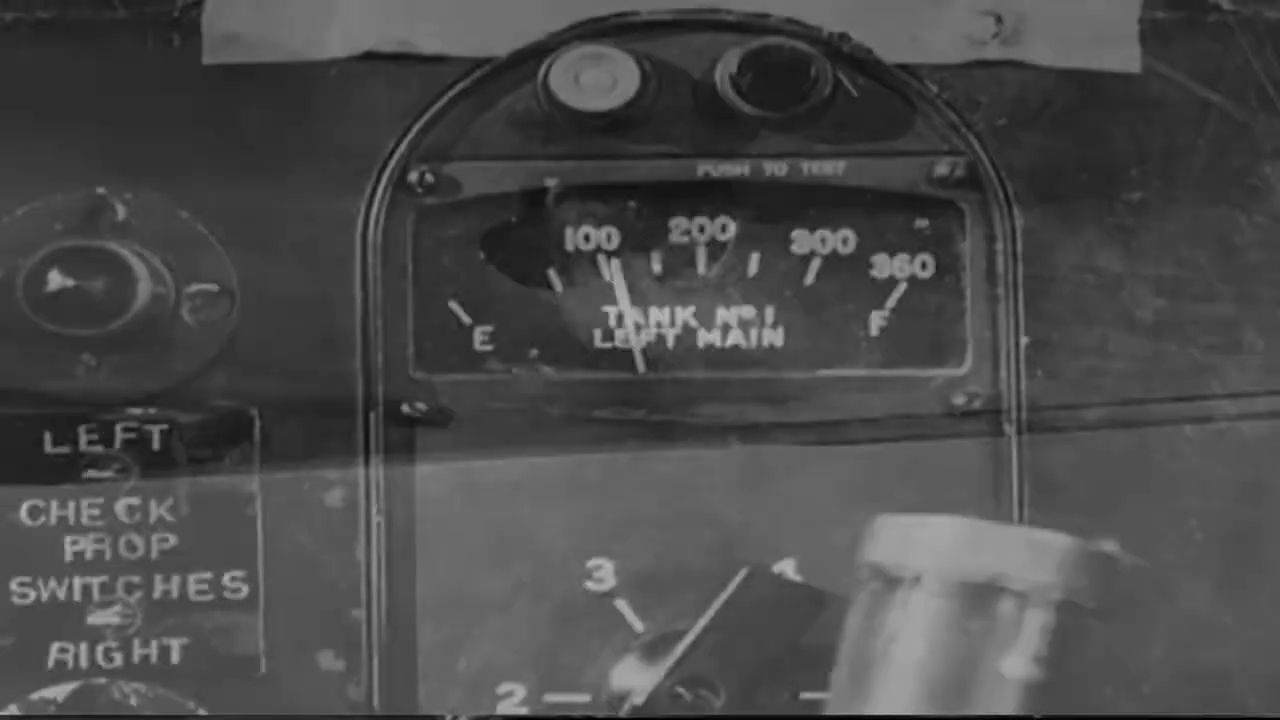 PUSH TO TEST
100 200 300 360
E F
TANK Nº 1
LEFT MAIN
LEFT
CHECK
PROP
SWITCHES
RIGHT
3 4
2